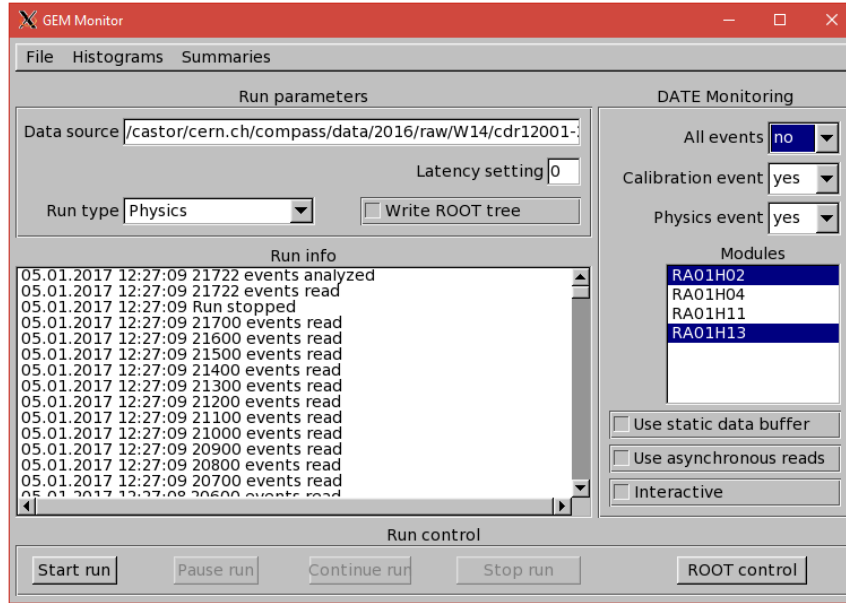 GEM Monitor
File Histograms Summaries
Run parameters
Data source /castor/cern.ch/compass/data/2016/raw/W14/cdr12001-
Latency setting 0
Run type Physics
Write ROOT tree
Run info
05.01.2017 12:27:09 21722 events analyzed
05.01.2017 12:27:09 21722 events read
05.01.2017 12:27:09 Run stopped
05.01.2017 12:27:09 21700 events read
05.01.2017 12:27:09 21600 events read
05.01.2017 12:27:09 21500 events read
05.01.2017 12:27:09 21400 events read
05.01.2017 12:27:09 21300 events read
05.01.2017 12:27:09 21200 events read
05.01.2017 12:27:09 21100 events read
05.01.2017 12:27:09 21000 events read
05.01.2017 12:27:09 20900 events read
05.01.2017 12:27:09 20800 events read
05.01.2017 12:27:09 20700 events read
05.01.2017 12:27:08 20600 events read
DATE Monitoring
All events no
Calibration event yes
Physics event yes
Modules
RA01H02
RA01H04
RA01H11
RA01H13
Use static data buffer
Use asynchronous reads
Interactive
Run control
Start run Pause run Continue run Stop run ROOT control